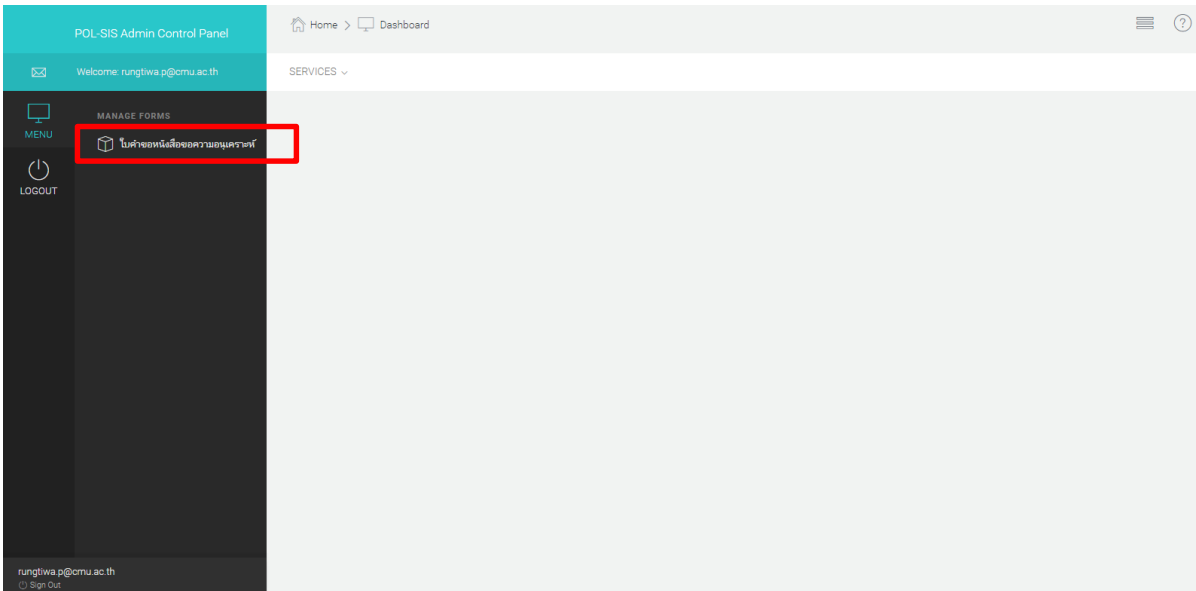 POL-SIS Admin Control Panel
Home > Dashboard
Welcome: rungtiwa.p@cmu.ac.th
SERVICES
MENU
MANAGE FORMS
ใบคำขอหนังสือขอความอนุเคราะห์
LOGOUT
rungtiwa.p@cmu.ac.th
Sign Out